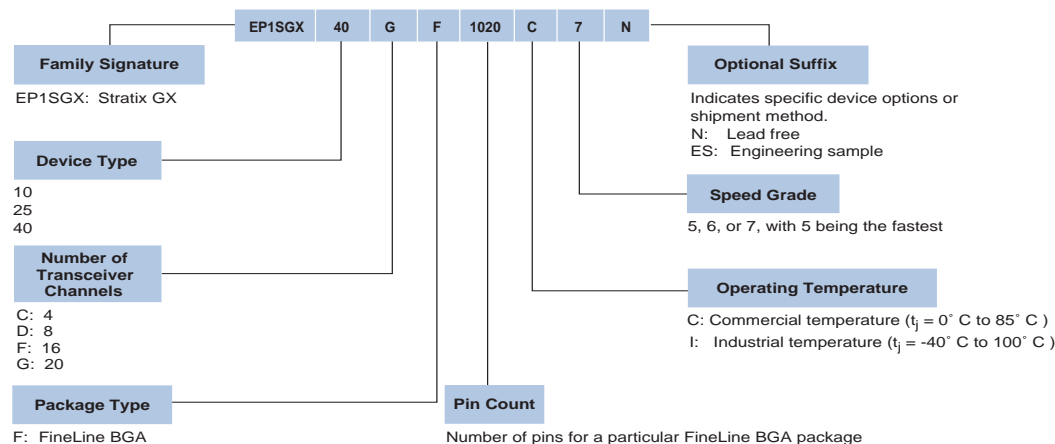 EP1SGX 40 G F 1020 C 7 N
Family Signature
EP1SGX: Stratix GX
Device Type
10
25
40
Number of
Transceiver
Channels
C: 4
D: 8
F: 16
G: 20
Package Type
F: FineLine BGA
Optional Suffix
Indicates specific device options or
shipment method.
N: Lead free
ES: Engineering sample
Speed Grade
5, 6, or 7, with 5 being the fastest
Operating Temperature
C: Commercial temperature (tj = 0˚ C to 85˚ C )
I: Industrial temperature (tj = -40˚ C to 100˚ C )
Pin Count
Number of pins for a particular FineLine BGA package